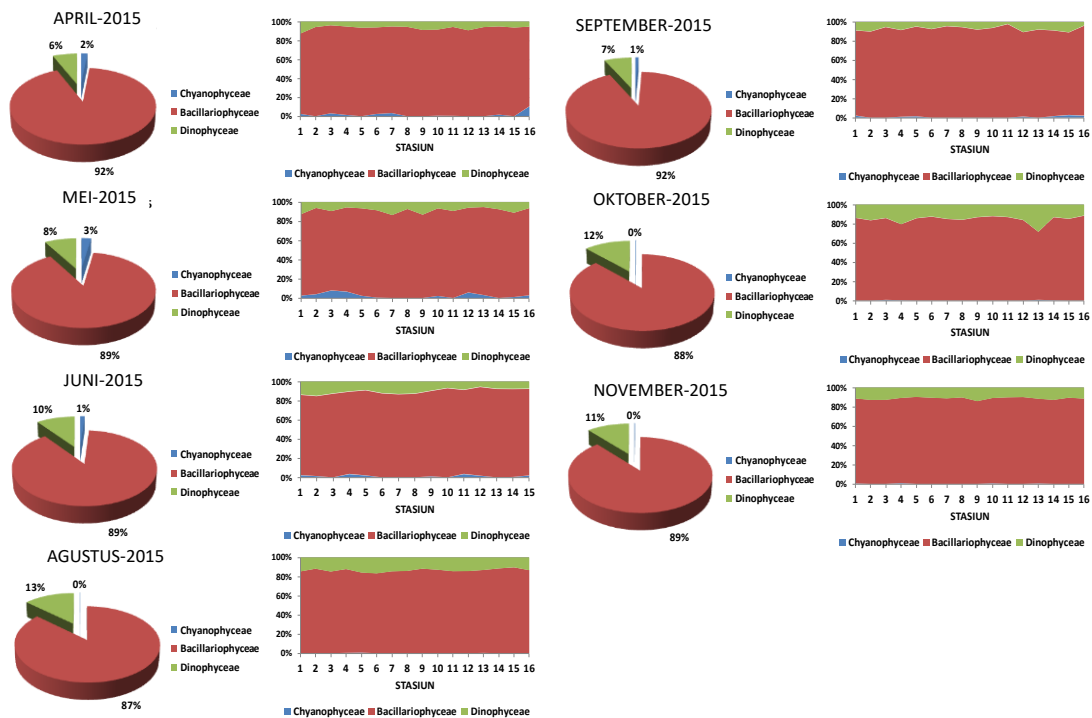 APRIL-2015
6%
2%
92%
Chyanophyceae
Bacillariophyceae
Dinophyceae
100%
80%
60%
40%
20%
0%
1 2 3 4 5 6 7 8 9 10 11 12 13 14 15 16
STASIUN
Chyanophyceae Bacillariophyceae Dinophyceae
MEI-2015
8%
3%
89%
Chyanophyceae
Bacillariophyceae
Dinophyceae
100%
80%
60%
40%
20%
0%
1 2 3 4 5 6 7 8 9 10 11 12 13 14 15 16
STASIUN
Chyanophyceae Bacillariophyceae Dinophyceae
JUNI-2015
10%
1%
89%
Chyanophyceae
Bacillariophyceae
Dinophyceae
100%
80%
60%
40%
20%
0%
1 2 3 4 5 6 7 8 9 10 11 12 13 14 15
STASIUN
Chyanophyceae Bacillariophyceae Dinophyceae
AGUSTUS-2015
13%
0%
87%
Chyanophyceae
Bacillariophyceae
Dinophyceae
100%
80%
60%
40%
20%
0%
1 2 3 4 5 6 7 8 9 10 11 12 13 14 15 16
STASIUN
Chyanophyceae Bacillariophyceae Dinophyceae
SEPTEMBER-2015
7%
1%
92%
Chyanophyceae
Bacillariophyceae
Dinophyceae
100%
80%
60%
40%
20%
0%
1 2 3 4 5 6 7 8 9 10 11 12 13 14 15 16
STASIUN
Chyanophyceae Bacillariophyceae Dinophyceae
OKTOBER-2015
12%
0%
88%
Chyanophyceae
Bacillariophyceae
Dinophyceae
100%
80%
60%
40%
20%
0%
1 2 3 4 5 6 7 8 9 10 11 12 13 14 15 16
STASIUN
Chyanophyceae Bacillariophyceae Dinophyceae
NOVEMBER-2015
11%
0%
89%
Chyanophyceae
Bacillariophyceae
Dinophyceae
100%
80%
60%
40%
20%
0%
1 2 3 4 5 6 7 8 9 10 11 12 13 14 15 16
STASIUN
Chyanophyceae Bacillariophyceae Dinophyceae